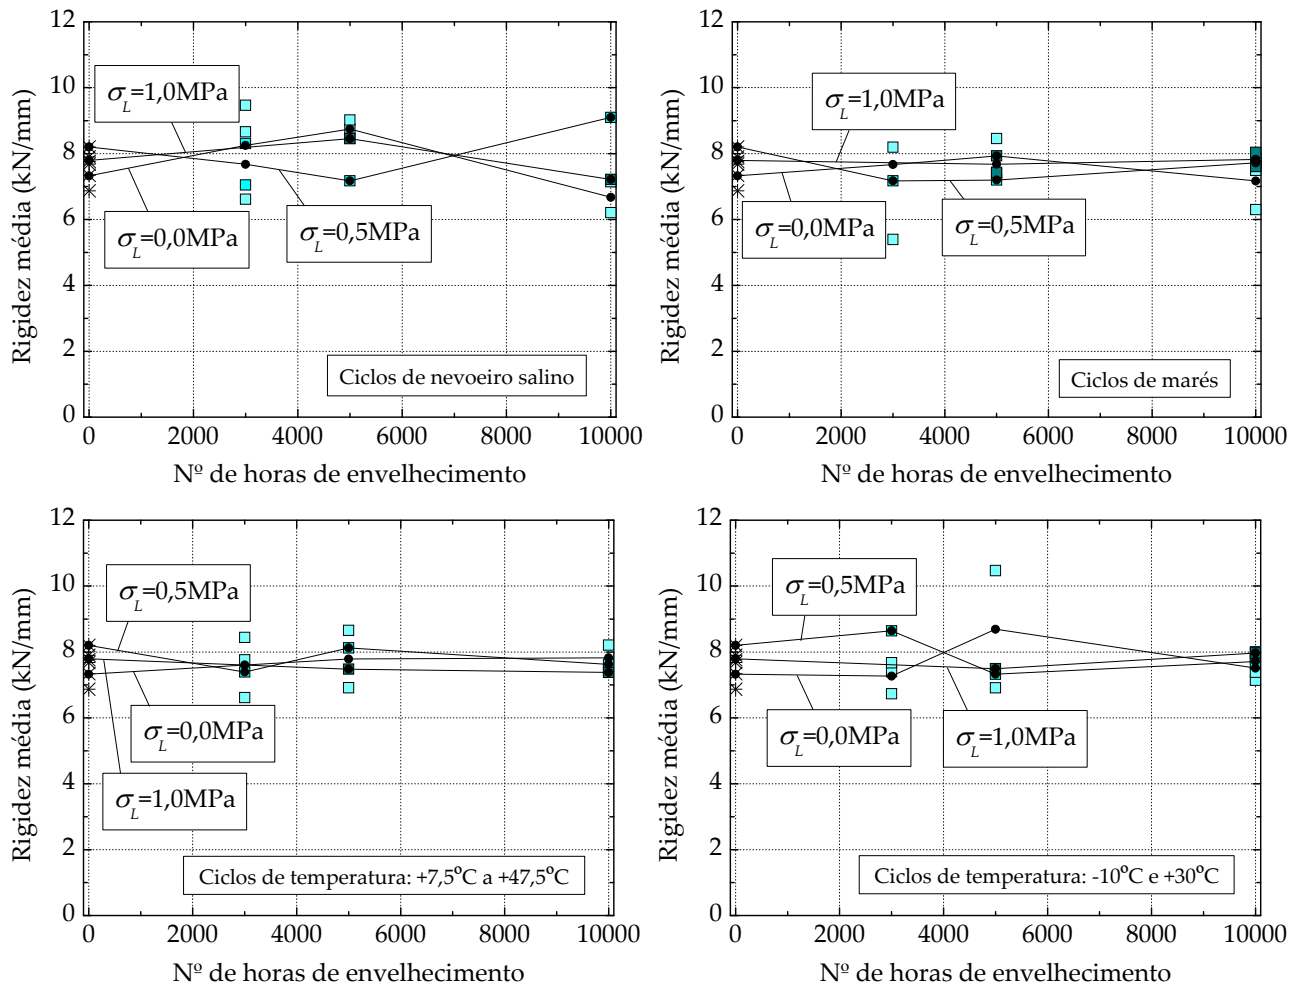 12
10
8
6
4
2
0
Rigidez média (kN/mm)
σL=1,0MPa
σL=0,0MPa
σL=0,5MPa
Ciclos de nevoeiro salino
0 2000 4000 6000 8000 10000
Nº de horas de envelhecimento
12
10
8
6
4
2
0
Rigidez média (kN/mm)
σL=1,0MPa
σL=0,0MPa
σL=0,5MPa
Ciclos de marés
0 2000 4000 6000 8000 10000
Nº de horas de envelhecimento
12
10
8
6
4
2
0
Rigidez média (kN/mm)
σL=0,5MPa
σL=0,0MPa
σL=1,0MPa
Ciclos de temperatura: +7,5ºC a +47,5ºC
0 2000 4000 6000 8000 10000
Nº de horas de envelhecimento
12
10
8
6
4
2
0
Rigidez média (kN/mm)
σL=0,5MPa
σL=0,0MPa
σL=1,0MPa
Ciclos de temperatura: -10ºC e +30ºC
0 2000 4000 6000 8000 10000
Nº de horas de envelhecimento